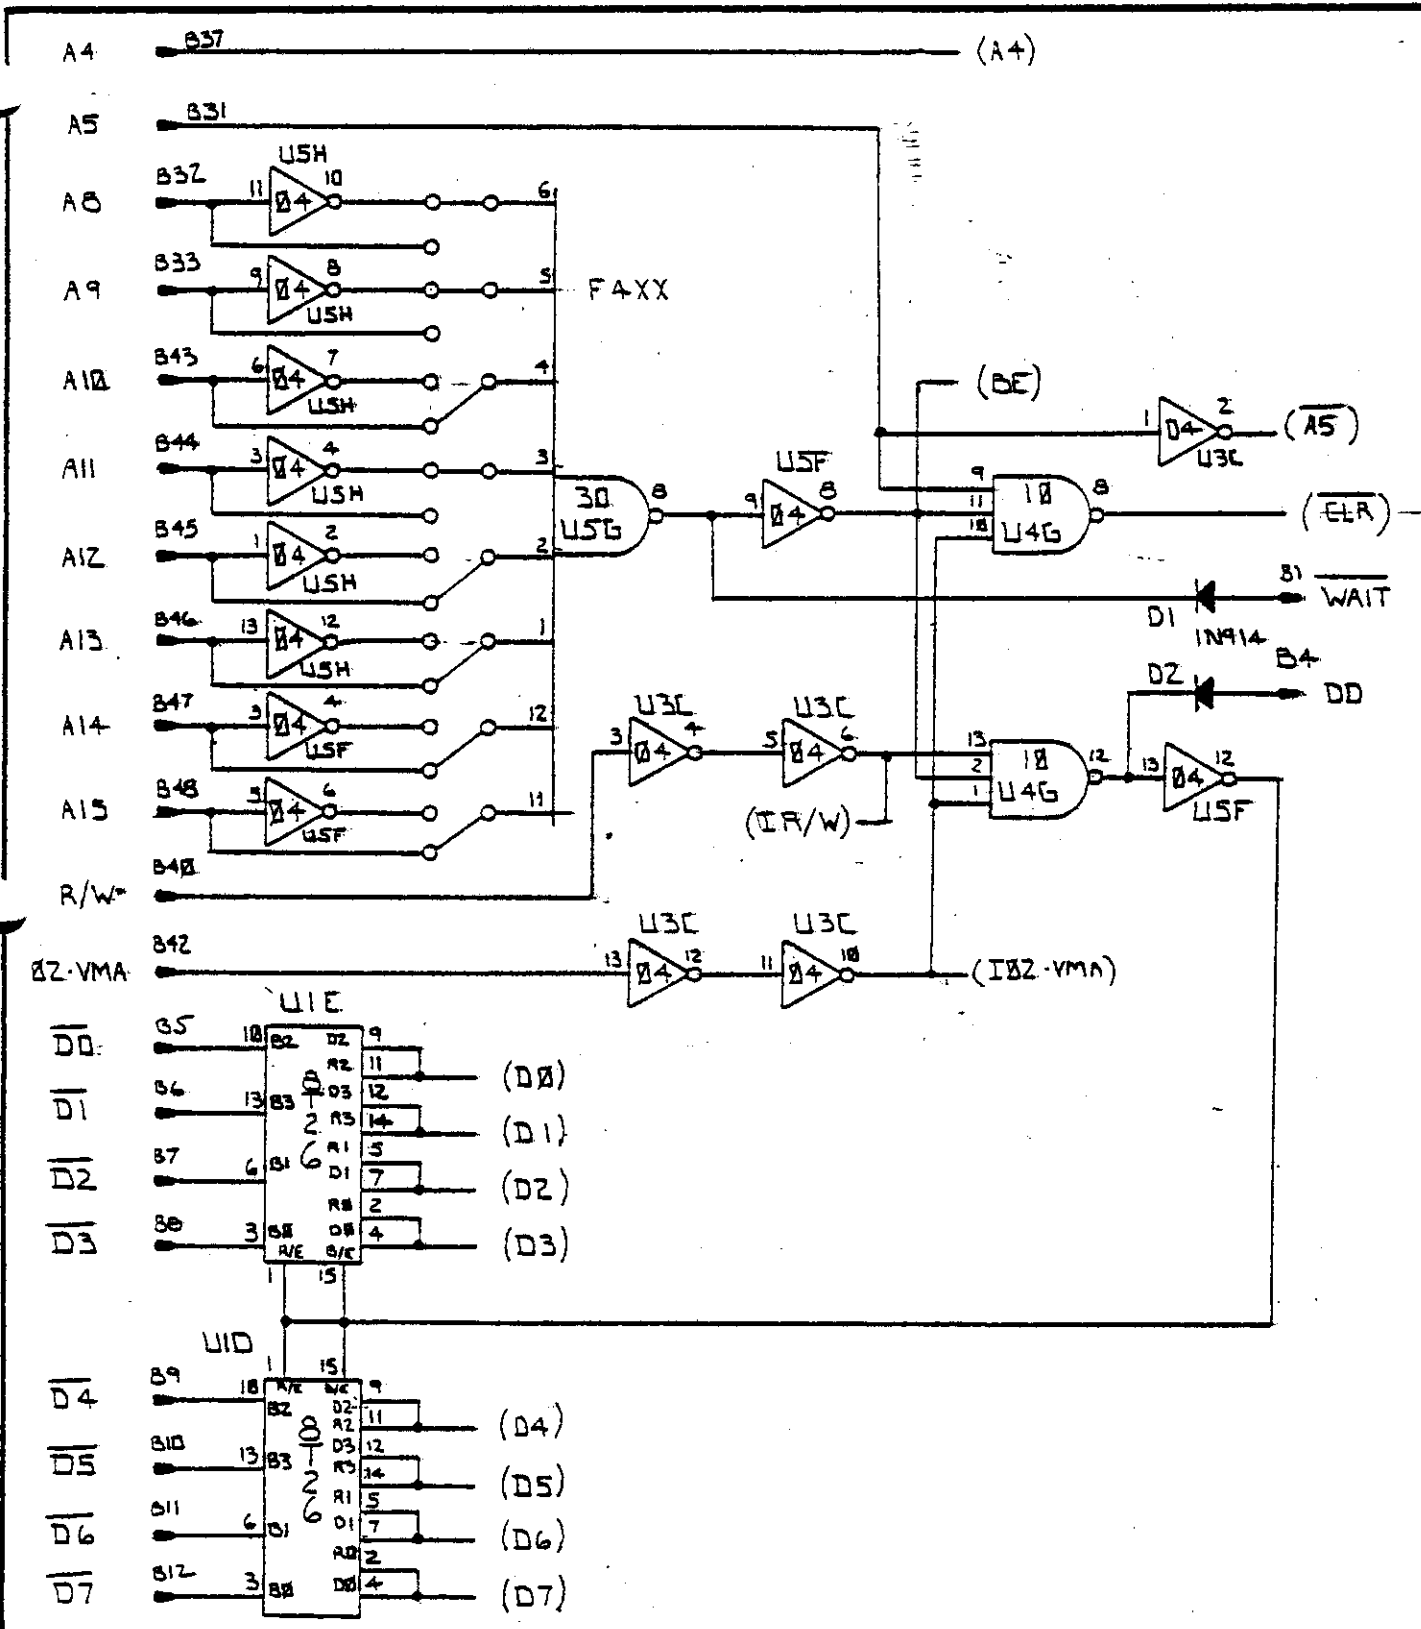 A4 B37 (A4)
A5 B31
U5H
A8 B32 11 Ø4 10 6
A9 B33 9 Ø4 8 5 F4XX
U5H
A1Ø B43 6 Ø4 7 4 (BE)
U5H
1 04 2 (A5)
U3C
A11 B44 3 Ø4 4 3
U5H
30 8
U5G
U5F
9 Ø4 8
9 11 10 1Ø 8 (CLR)
U4G
A12 B45 1 Ø4 2 2
U5H
B1 WAIT
D1
1N914
A13 B46 13 Ø4 12 1
U5H
D2 B4 DD
A14 B47 3 Ø4 4 12
U5F
U3C U3C
3 Ø4 4 5 Ø4 6 13 2 1 1Ø 12 13 Ø4 12
U4G U5F
A15 B48 5 Ø4 6 11
U5F
(IR/W)
R/W B4Ø
U3C U3C
Ø2·VMA B42 13 Ø4 12 11 Ø4 10 (IØ2·VMA)
U1E
D0 B5 10 B2 D2 9
R2 11 (DØ)
D1 B6 13 B3 D3 12
R3 14 (D1)
8T26
D2 B7 6 B1 R1 5
D1 7 (D2)
RØ 2
D3 B8 3 BØ DØ 4 (D3)
R/E B/E
1 15
U1D
1 15
R/E B/E
D4 B9 10 B2 D2 9
R2 11 (D4)
D5 B10 13 B3 D3 12
R3 14 (D5)
8T26
D6 B11 6 B1 R1 5
D1 7 (D6)
RØ 2
D7 B12 3 BØ DØ 4 (D7)